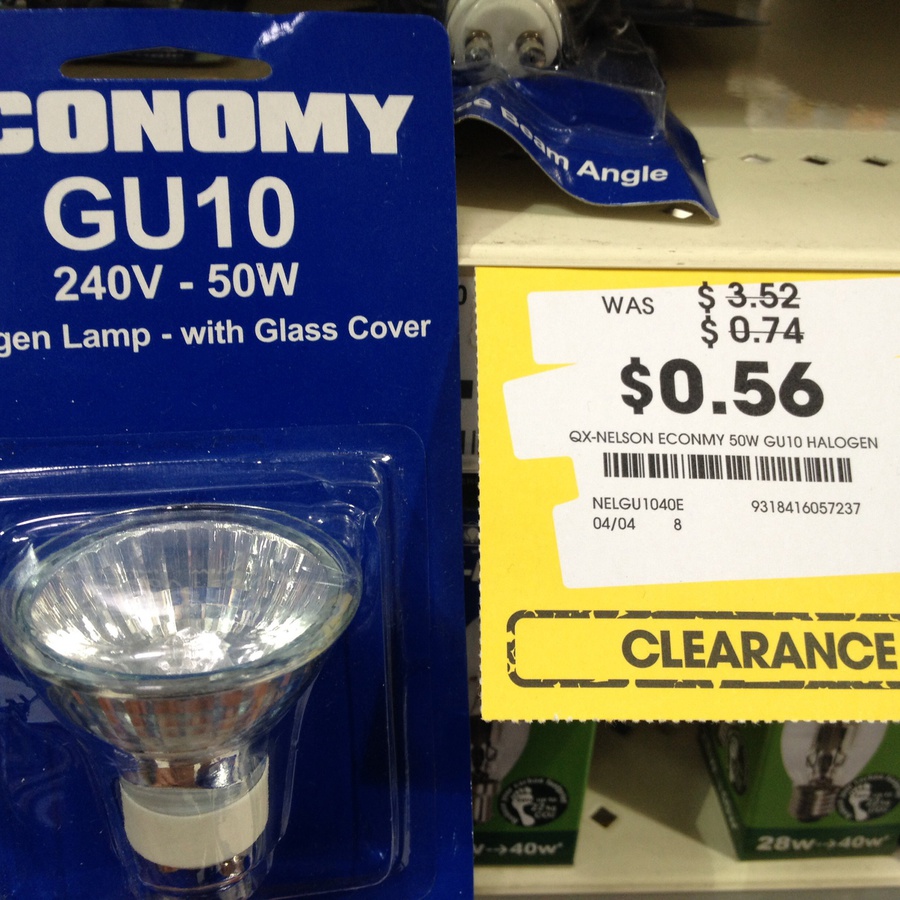 CONOMY
GU10
240V - 50W
gen Lamp - with Glass Cover
Beam Angle
WAS $ 3.52
$ 0.74
$0.56
QX-NELSON ECONMY 50W GU10 HALOGEN
NELGU1040E 9318416057237
04/04 8
CLEARANCE
W→40W
28W→40W